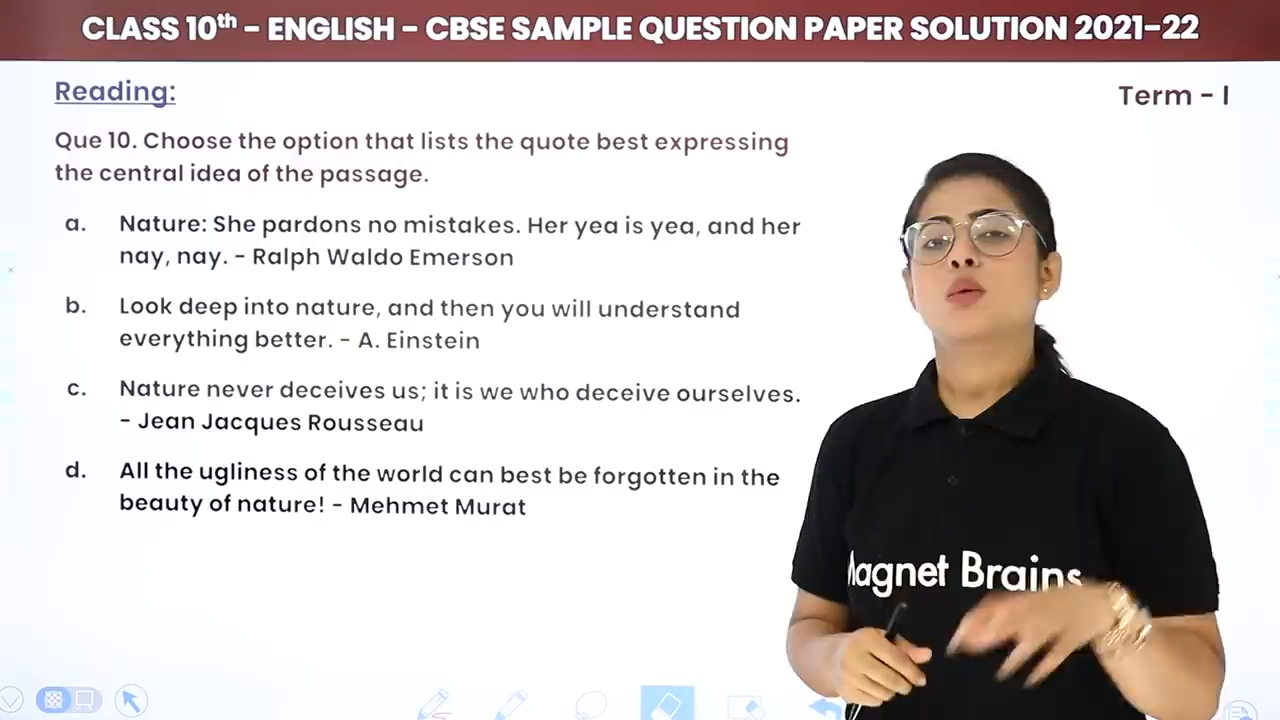 CLASS 10th - ENGLISH - CBSE SAMPLE QUESTION PAPER SOLUTION 2021-22
Reading:
Term - I
Que 10. Choose the option that lists the quote best expressing
the central idea of the passage.
a. Nature: She pardons no mistakes. Her yea is yea, and her
nay, nay. - Ralph Waldo Emerson
b. Look deep into nature, and then you will understand
everything better. - A. Einstein
c. Nature never deceives us; it is we who deceive ourselves.
- Jean Jacques Rousseau
d. All the ugliness of the world can best be forgotten in the
beauty of nature! - Mehmet Murat
Magnet Brains